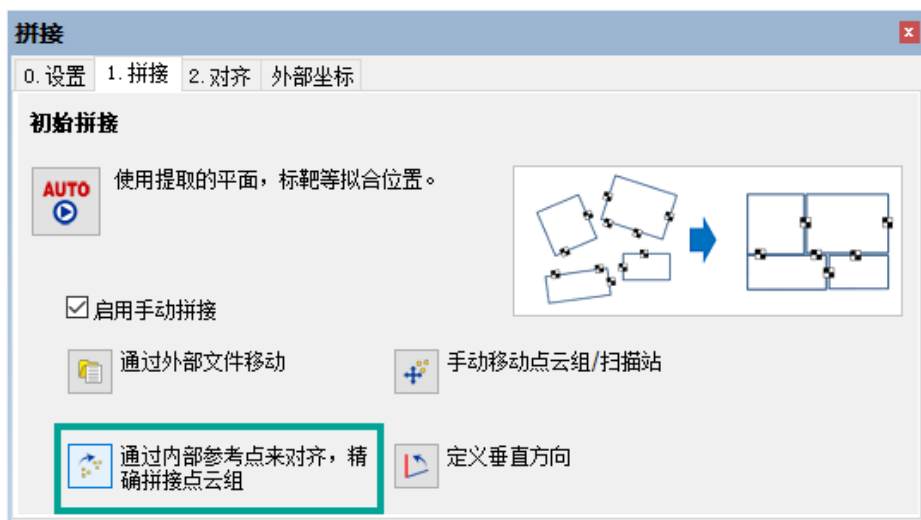 拼接
0.设置 1.拼接 2.对齐 外部坐标
初始拼接
AUTO
使用提取的平面，标靶等拟合位置。
启用手动拼接
通过外部文件移动
手动移动点云组/扫描站
通过内部参考点来对齐，精
确拼接点云组
定义垂直方向